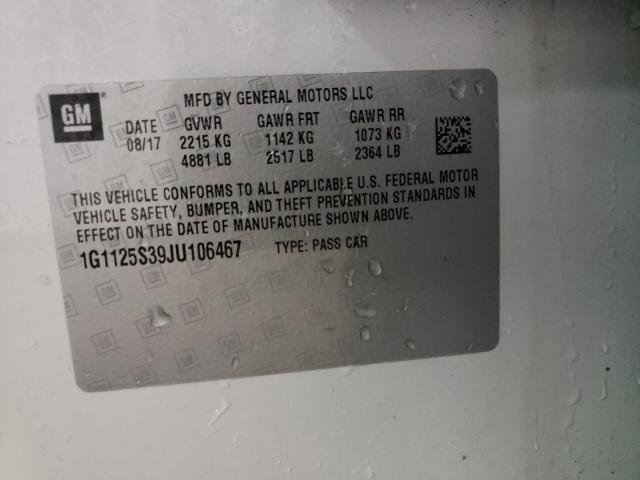 GM
MFD BY GENERAL MOTORS LLC
DATE GVWR GAWR FRT GAWR RR
08/17 2215 KG 1142 KG 1073 KG
4881 LB 2517 LB 2364 LB
THIS VEHICLE CONFORMS TO ALL APPLICABLE U.S. FEDERAL MOTOR
VEHICLE SAFETY, BUMPER, AND THEFT PREVENTION STANDARDS IN
EFFECT ON THE DATE OF MANUFACTURE SHOWN ABOVE.
1G1125S39JU106467 TYPE: PASS CAR